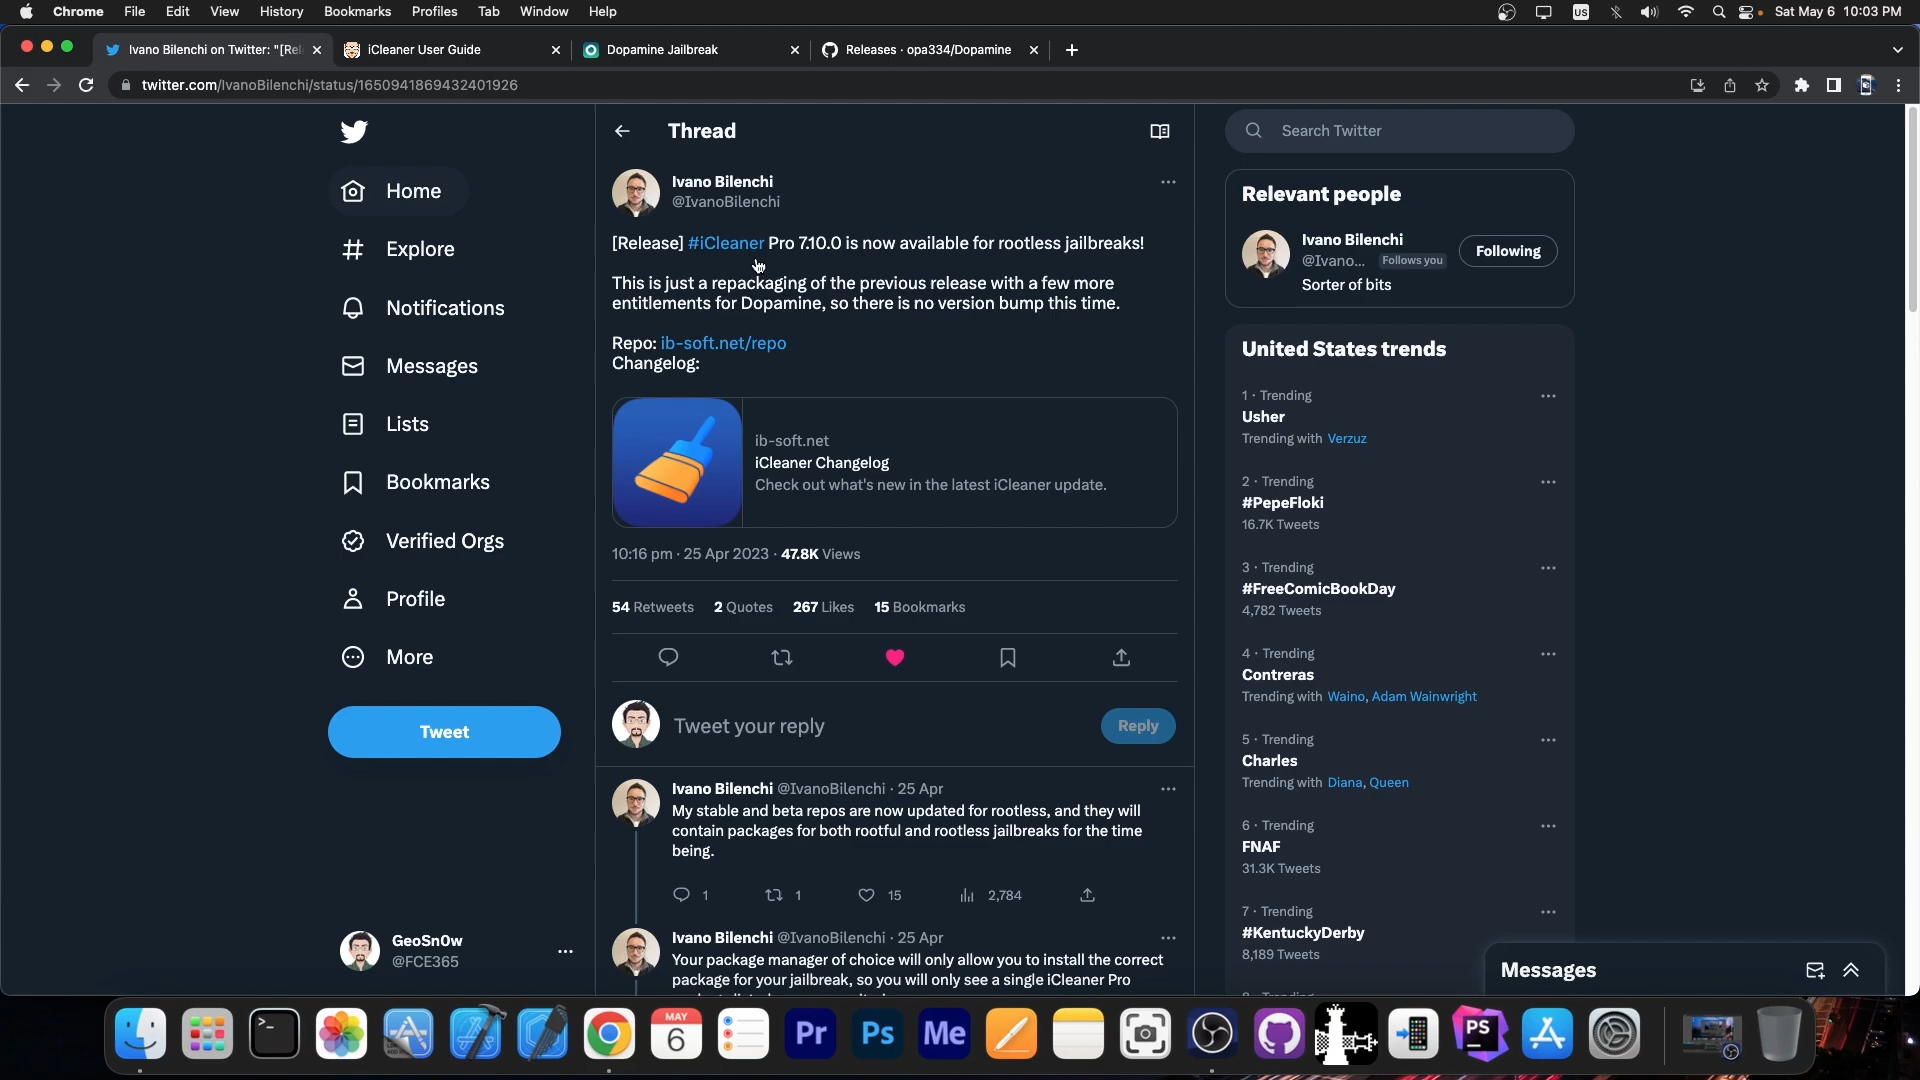 Chrome File Edit View History Bookmarks Profiles Tab Window Help US Sat May 6 10:03 PM
Ivano Bilenchi on Twitter: "[Rel iCleaner User Guide Dopamine Jailbreak Releases · opa334/Dopamine
twitter.com/IvanoBilenchi/status/1650941869432401926
Home
Explore
Notifications
Messages
Lists
Bookmarks
Verified Orgs
Profile
More
Tweet
GeoSn0w
@FCE365
Thread
Ivano Bilenchi
@IvanoBilenchi
[Release] #iCleaner Pro 7.10.0 is now available for rootless jailbreaks!
This is just a repackaging of the previous release with a few more
entitlements for Dopamine, so there is no version bump this time.
Repo: ib-soft.net/repo
Changelog:
ib-soft.net
iCleaner Changelog
Check out what's new in the latest iCleaner update.
10:16 pm · 25 Apr 2023 · 47.8K Views
54 Retweets 2 Quotes 267 Likes 15 Bookmarks
Tweet your reply
Reply
Ivano Bilenchi @IvanoBilenchi · 25 Apr
My stable and beta repos are now updated for rootless, and they will
contain packages for both rootful and rootless jailbreaks for the time
being.
1 1 15 2,784
Ivano Bilenchi @IvanoBilenchi · 25 Apr
Your package manager of choice will only allow you to install the correct
package for your jailbreak, so you will only see a single iCleaner Pro
Search Twitter
Relevant people
Ivano Bilenchi
@Ivano... Follows you
Following
Sorter of bits
United States trends
1 · Trending
Usher
Trending with Verzuz
2 · Trending
#PepeFloki
16.7K Tweets
3 · Trending
#FreeComicBookDay
4,782 Tweets
4 · Trending
Contreras
Trending with Waino, Adam Wainwright
5 · Trending
Charles
Trending with Diana, Queen
6 · Trending
FNAF
31.3K Tweets
7 · Trending
#KentuckyDerby
8,189 Tweets
Messages
MAY
6
Pr
Ps
Me
PS